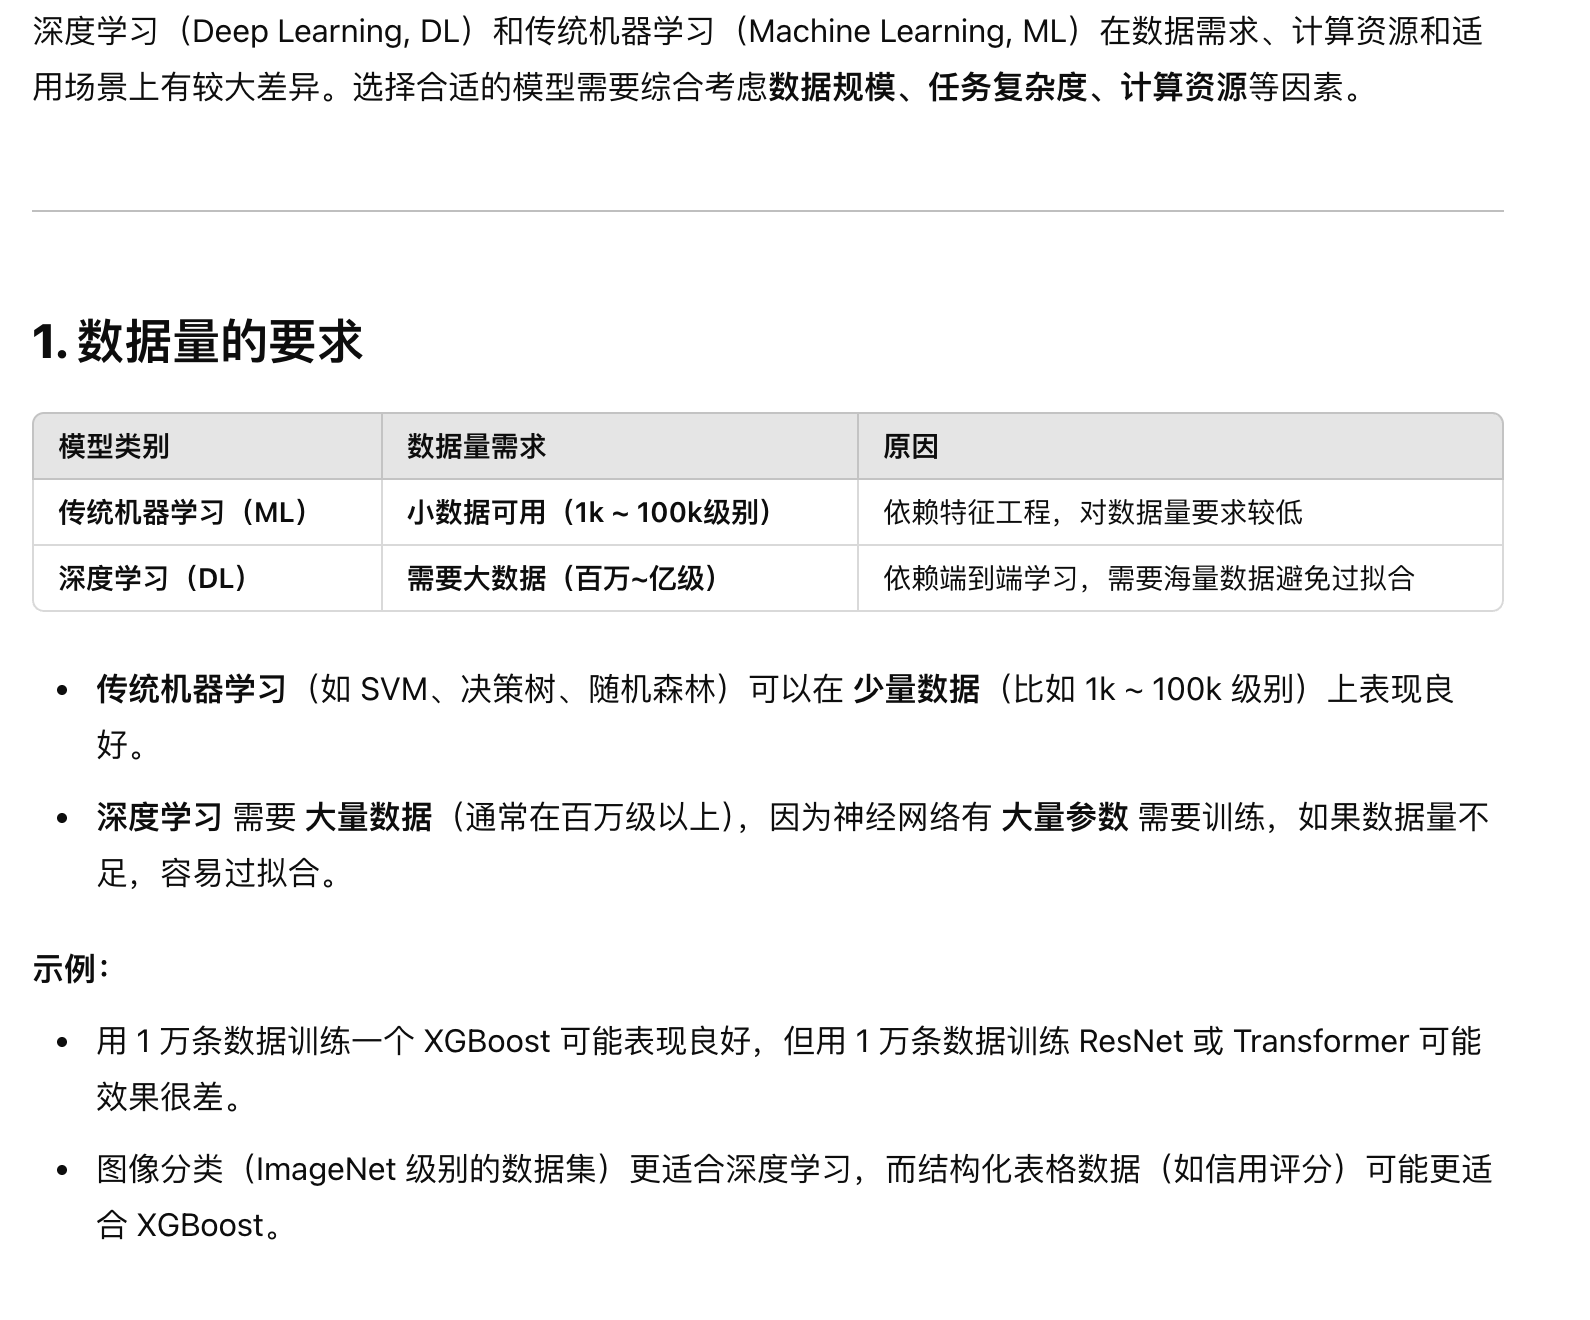 深度学习（Deep Learning, DL）和传统机器学习（Machine Learning, ML）在数据需求、计算资源和适
用场景上有较大差异。选择合适的模型需要综合考虑数据规模、任务复杂度、计算资源等因素。
1. 数据量的要求
模型类别 数据量需求 原因
传统机器学习（ML） 小数据可用（1k ~ 100k级别） 依赖特征工程，对数据量要求较低
深度学习（DL） 需要大数据（百万~亿级） 依赖端到端学习，需要海量数据避免过拟合
• 传统机器学习（如 SVM、决策树、随机森林）可以在 少量数据（比如 1k ~ 100k 级别）上表现良
好。
• 深度学习 需要 大量数据（通常在百万级以上），因为神经网络有 大量参数 需要训练，如果数据量不
足，容易过拟合。
示例：
• 用 1 万条数据训练一个 XGBoost 可能表现良好，但用 1 万条数据训练 ResNet 或 Transformer 可能
效果很差。
• 图像分类（ImageNet 级别的数据集）更适合深度学习，而结构化表格数据（如信用评分）可能更适
合 XGBoost。